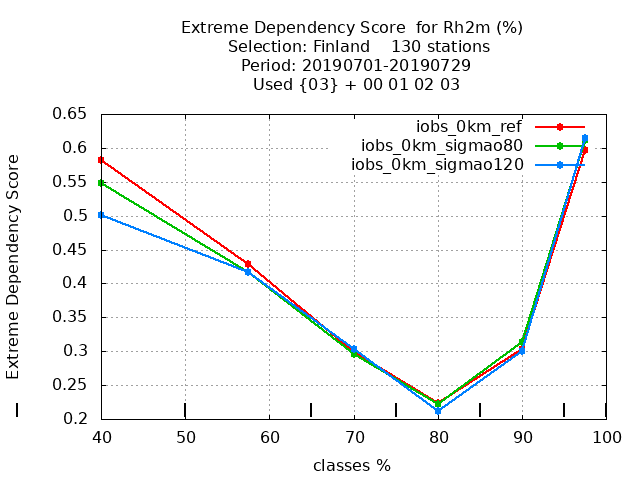 Extreme Dependency Score  for Rh2m (%)
Selection: Finland    130 stations
Period: 20190701-20190729
Used {03} + 00 01 02 03
iobs_0km_ref
iobs_0km_sigmao80
iobs_0km_sigmao120
Extreme Dependency Score
0.65
0.6
0.55
0.5
0.45
0.4
0.35
0.3
0.25
0.2
40 50 60 70 80 90 100
classes %